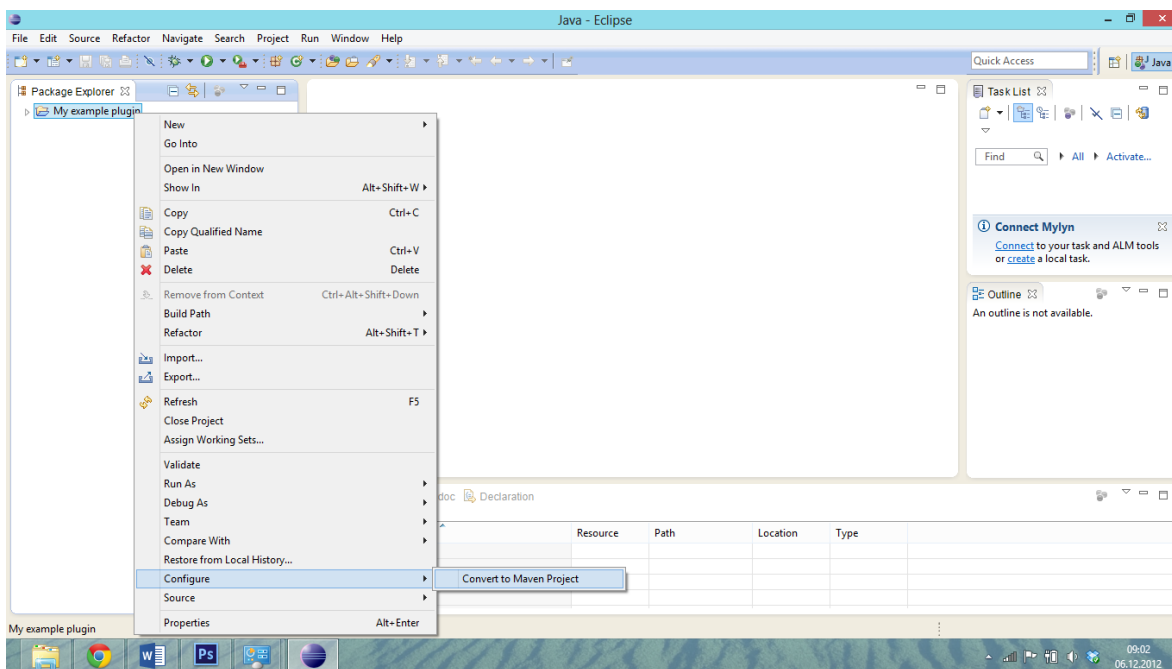 Java - Eclipse
File Edit Source Refactor Navigate Search Project Run Window Help
Quick Access
Java
Package Explorer
My example plugin
New
Go Into
Open in New Window
Show In Alt+Shift+W
Copy Ctrl+C
Copy Qualified Name
Paste Ctrl+V
Delete Delete
Remove from Context Ctrl+Alt+Shift+Down
Build Path
Refactor Alt+Shift+T
Import...
Export...
Refresh F5
Close Project
Assign Working Sets...
Validate
Run As
Debug As
Team
Compare With
Restore from Local History...
Configure
Convert to Maven Project
Source
Properties Alt+Enter
Task List
Find All Activate...
Connect Mylyn
Connect to your task and ALM tools
or create a local task.
Outline
An outline is not available.
doc Declaration
Resource Path Location Type
My example plugin
W Ps
09:02
06.12.2012